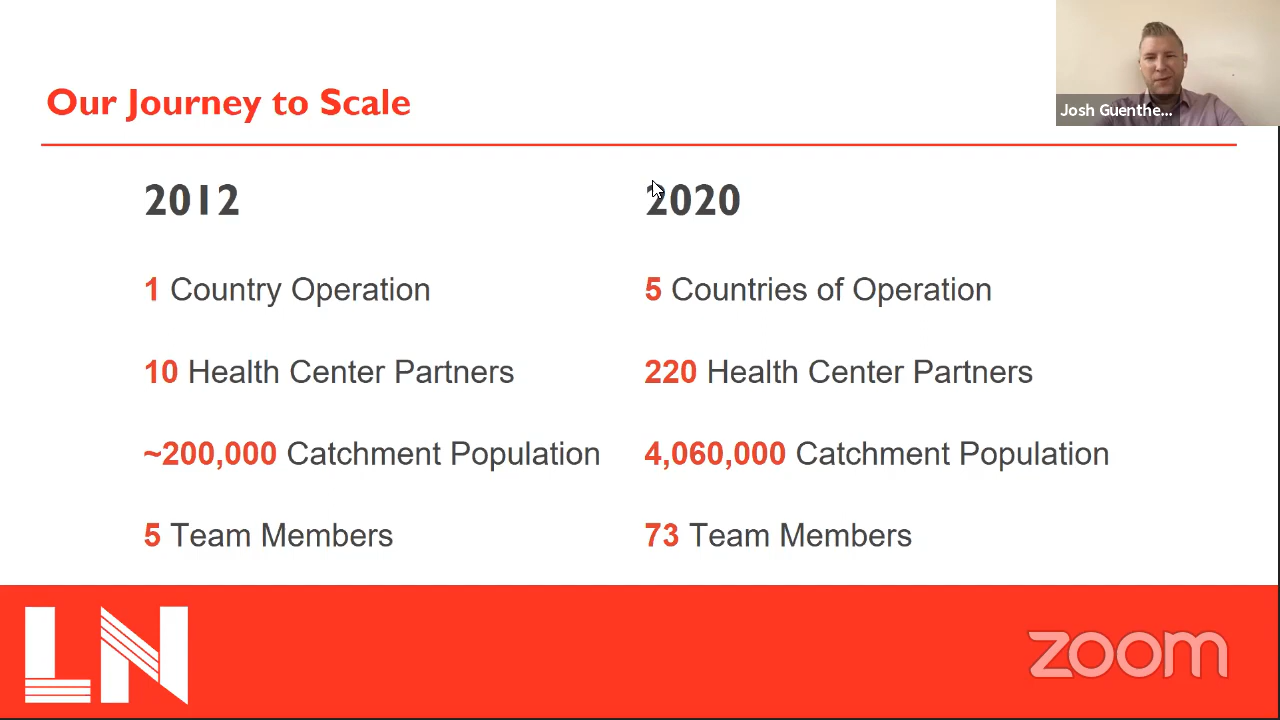 Our Journey to Scale
Josh Guenthe...
2012
2020
1 Country Operation
5 Countries of Operation
10 Health Center Partners
220 Health Center Partners
~200,000 Catchment Population
4,060,000 Catchment Population
5 Team Members
73 Team Members
LN
zoom